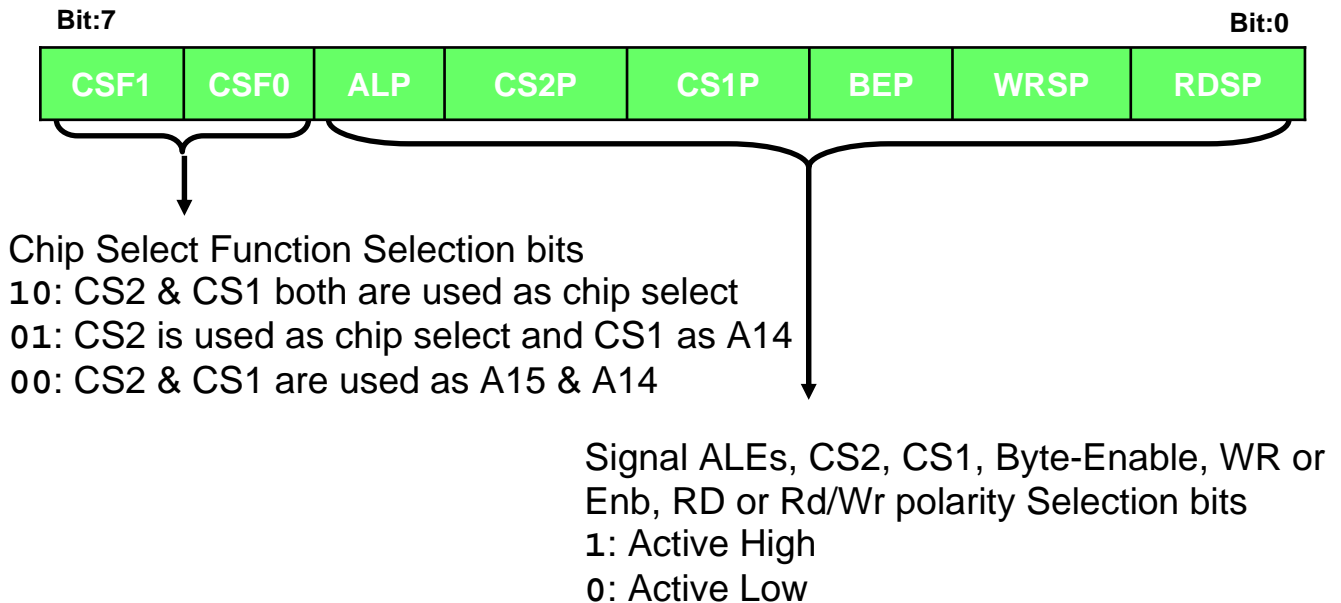 Bit:7 Bit:0
CSF1 CSF0 ALP CS2P CS1P BEP WRSP RDSP
Chip Select Function Selection bits
10: CS2 & CS1 both are used as chip select
01: CS2 is used as chip select and CS1 as A14
00: CS2 & CS1 are used as A15 & A14
Signal ALEs, CS2, CS1, Byte-Enable, WR or
Enb, RD or Rd/Wr polarity Selection bits
1: Active High
0: Active Low